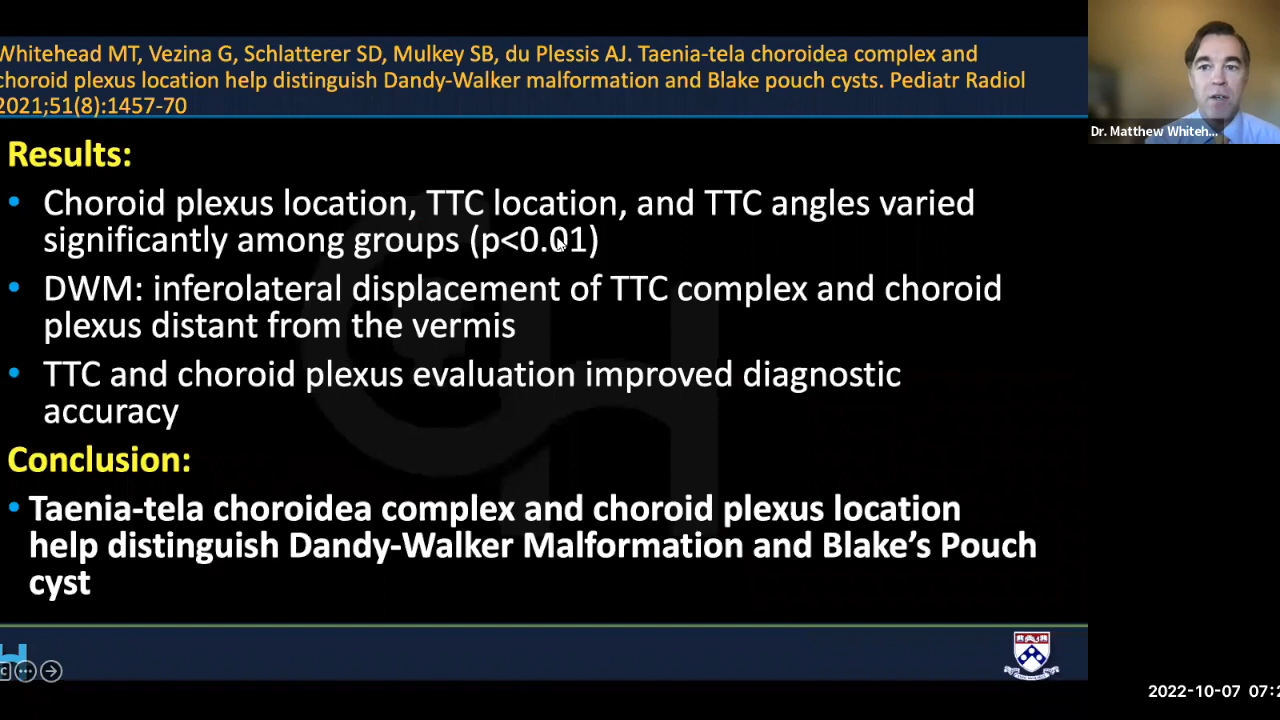 Whitehead MT, Vezina G, Schlatterer SD, Mulkey SB, du Plessis AJ. Taenia-tela choroidea complex and
choroid plexus location help distinguish Dandy-Walker malformation and Blake pouch cysts. Pediatr Radiol
2021;51(8):1457-70
Dr. Matthew Whiteh...
Results:
• Choroid plexus location, TTC location, and TTC angles varied
significantly among groups (p<0.01)
• DWM: inferolateral displacement of TTC complex and choroid
plexus distant from the vermis
• TTC and choroid plexus evaluation improved diagnostic
accuracy
Conclusion:
• Taenia-tela choroidea complex and choroid plexus location
help distinguish Dandy-Walker Malformation and Blake’s Pouch
cyst
2022-10-07 07:2